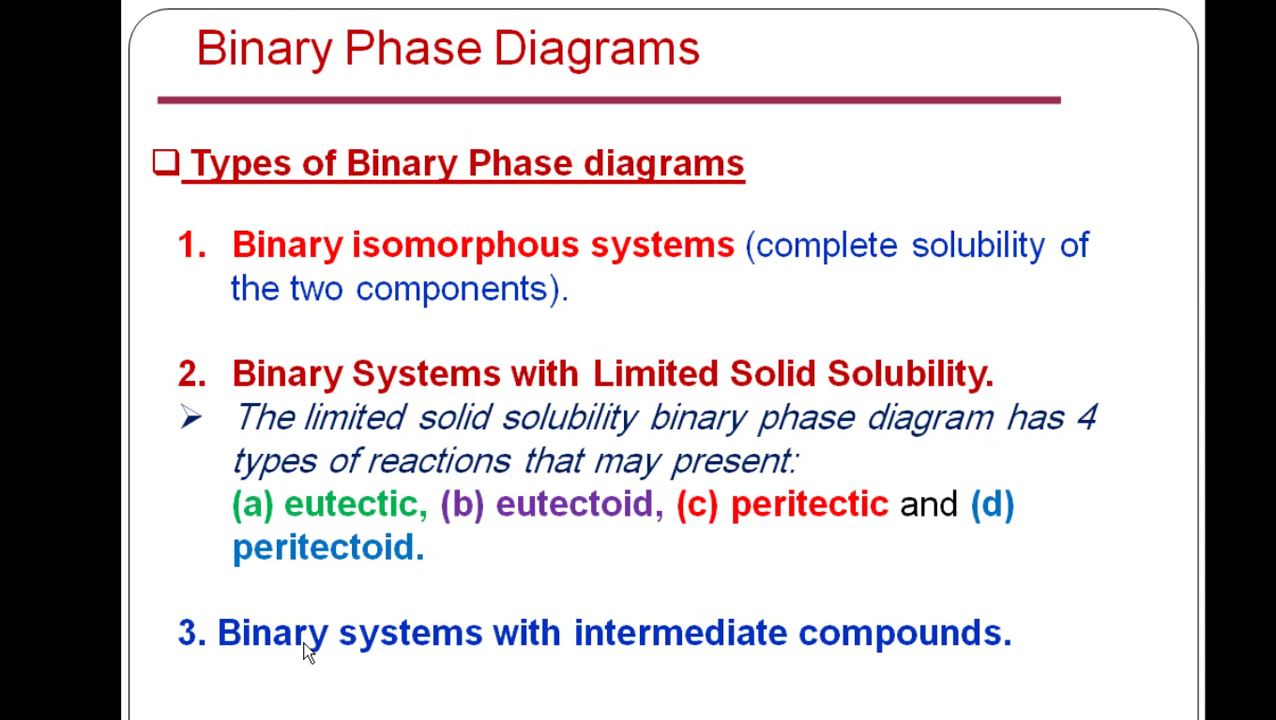 Binary Phase Diagrams
❑ Types of Binary Phase diagrams
1. Binary isomorphous systems (complete solubility of
the two components).
2. Binary Systems with Limited Solid Solubility.
➢ The limited solid solubility binary phase diagram has 4
types of reactions that may present:
(a) eutectic, (b) eutectoid, (c) peritectic and (d)
peritectoid.
3. Binary systems with intermediate compounds.